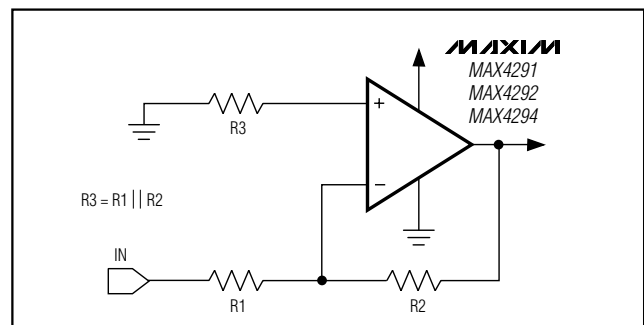 MAXIM
MAX4291
MAX4292
MAX4294
+
R3
−
R3 = R1 || R2
IN
R1
R2